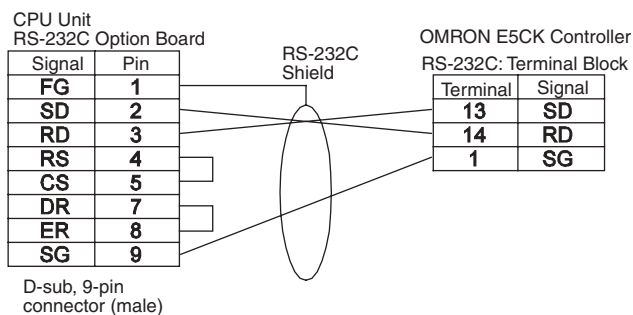 CPU Unit
RS-232C Option Board
Signal Pin
FG 1
SD 2
RD 3
RS 4
CS 5
DR 7
ER 8
SG 9
D-sub, 9-pin
connector (male)
RS-232C
Shield
OMRON E5CK Controller
RS-232C: Terminal Block
Terminal Signal
13 SD
14 RD
1 SG